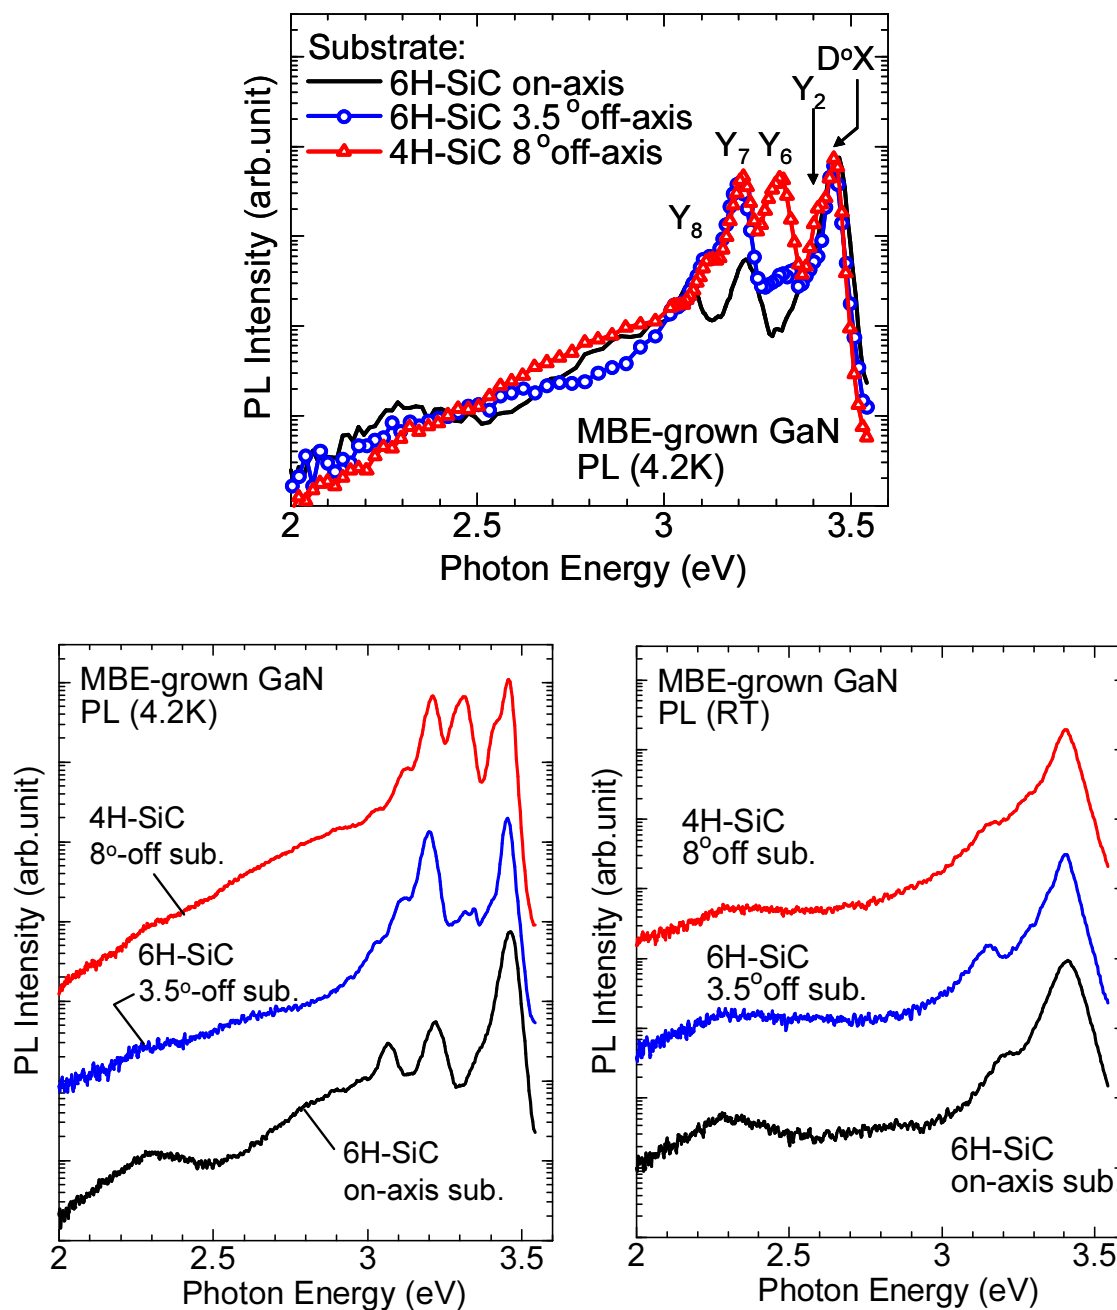 Substrate:
6H-SiC on-axis
6H-SiC 3.5°off-axis
4H-SiC 8°off-axis
D°X
Y2
Y7 Y6
Y8
MBE-grown GaN
PL (4.2K)
PL Intensity (arb.unit)
2 2.5 3 3.5
Photon Energy (eV)
MBE-grown GaN
PL (4.2K)
4H-SiC
8°-off sub.
6H-SiC
3.5°-off sub.
6H-SiC
on-axis sub.
PL Intensity (arb.unit)
2 2.5 3 3.5
Photon Energy (eV)
MBE-grown GaN
PL (RT)
4H-SiC
8°off sub.
6H-SiC
3.5°off sub.
6H-SiC
on-axis sub.
PL Intensity (arb.unit)
2 2.5 3 3.5
Photon Energy (eV)